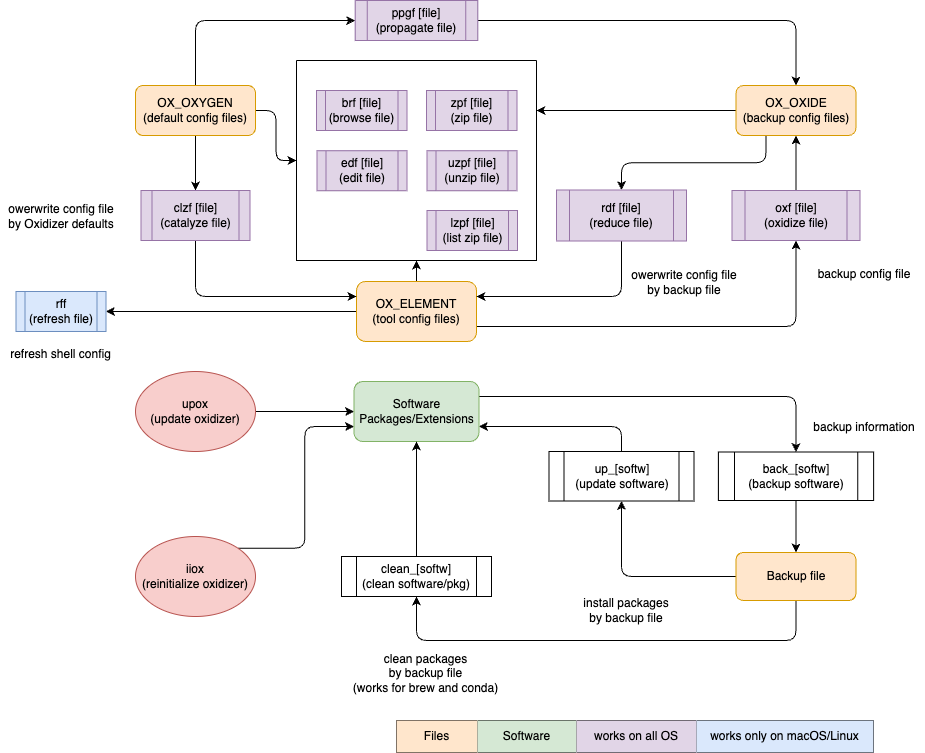 ppgf [file]
(propagate file)
OX_OXYGEN
(default config files)
brf [file]
(browse file)
zpf [file]
(zip file)
OX_OXIDE
(backup config files)
edf [file]
(edit file)
uzpf [file]
(unzip file)
owerwrite config file
by Oxidizer defaults
clzf [file]
(catalyze file)
lzpf [file]
(list zip file)
rdf [file]
(reduce file)
oxf [file]
(oxidize file)
owerwrite config file
by backup file
backup config file
rff
(refresh file)
OX_ELEMENT
(tool config files)
refresh shell config
upox
(update oxidizer)
Software
Packages/Extensions
backup information
up_[softw]
(update software)
back_[softw]
(backup software)
iiox
(reinitialize oxidizer)
clean_[softw]
(clean software/pkg)
Backup file
install packages
by backup file
clean packages
by backup file
(works for brew and conda)
Files
Software
works on all OS
works only on macOS/Linux